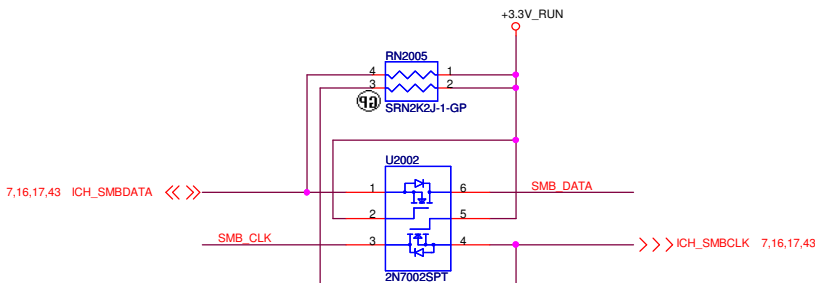 +3.3V_RUN
RN2005
4 1
3 2
GP
SRN2K2J-1-GP
U2002
7,16,17,43 ICH_SMBDATA 1 6 SMB_DATA
2 5
SMB_CLK 3 4 ICH_SMBCLK 7,16,17,43
2N7002SPT